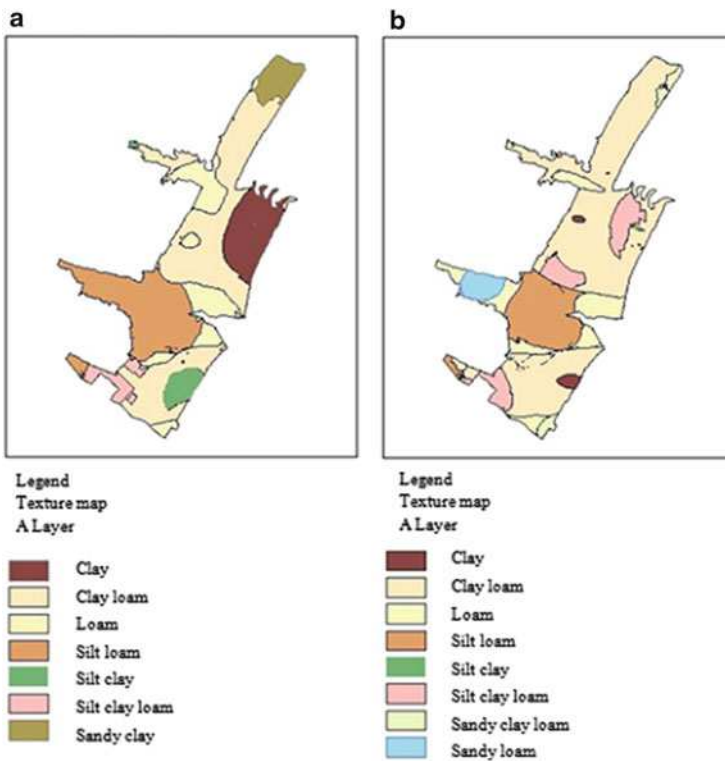 a
Legend
Texture map
A Layer
Clay
Clay loam
Loam
Silt loam
Silt clay
Silt clay loam
Sandy clay
b
Legend
Texture map
A Layer
Clay
Clay loam
Loam
Silt loam
Silt clay
Silt clay loam
Sandy clay loam
Sandy loam